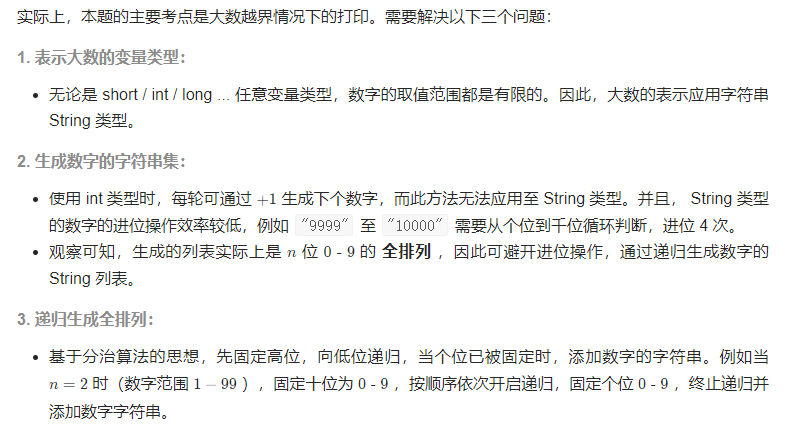 实际上，本题的主要考点是大数越界情况下的打印。需要解决以下三个问题：
1. 表示大数的变量类型：
• 无论是 short / int / long ... 任意变量类型，数字的取值范围都是有限的。因此，大数的表示应用字符串
String 类型。
2. 生成数字的字符串集：
• 使用 int 类型时，每轮可通过 +1 生成下个数字，而此方法无法应用至 String 类型。并且， String 类型
的数字的进位操作效率较低，例如 "9999" 至 "10000" 需要从个位到千位循环判断，进位 4 次。
• 观察可知，生成的列表实际上是 n 位 0 - 9 的 全排列 ，因此可避开进位操作，通过递归生成数字的
String 列表。
3. 递归生成全排列：
• 基于分治算法的思想，先固定高位，向低位递归，当个位已被固定时，添加数字的字符串。例如当
n = 2 时（数字范围 1 − 99 ），固定十位为 0 - 9 ，按顺序依次开启递归，固定个位 0 - 9 ，终止递归并
添加数字字符串。